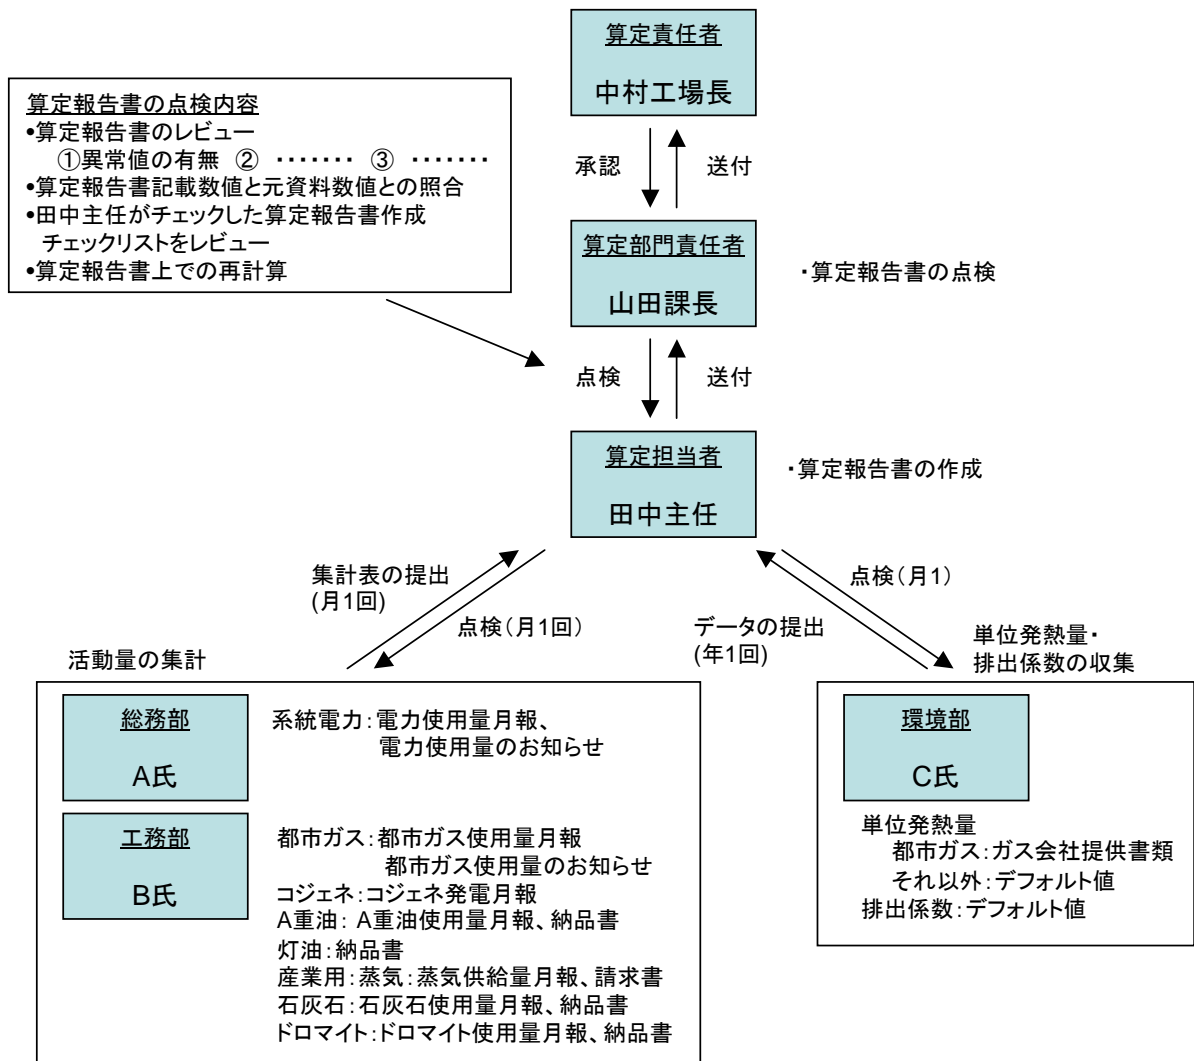 算定責任者
中村工場長
算定報告書の点検内容
•算定報告書のレビュー
①異常値の有無 ② ・・・・・・・ ③ ・・・・・・・
•算定報告書記載数値と元資料数値との照合
•田中主任がチェックした算定報告書作成
チェックリストをレビュー
•算定報告書上での再計算
承認
送付
算定部門責任者
山田課長
・算定報告書の点検
点検
送付
算定担当者
田中主任
・算定報告書の作成
集計表の提出
(月1回)
点検（月1回）
点検（月1）
データの提出
(年1回)
活動量の集計
単位発熱量・
排出係数の収集
総務部
A氏
系統電力：電力使用量月報、
電力使用量のお知らせ
工務部
B氏
都市ガス：都市ガス使用量月報
都市ガス使用量のお知らせ
コジェネ：コジェネ発電月報
A重油： A重油使用量月報、納品書
灯油：納品書
産業用：蒸気：蒸気供給量月報、請求書
石灰石：石灰石使用量月報、納品書
ドロマイト：ドロマイト使用量月報、納品書
環境部
C氏
単位発熱量
都市ガス：ガス会社提供書類
それ以外：デフォルト値
排出係数：デフォルト値